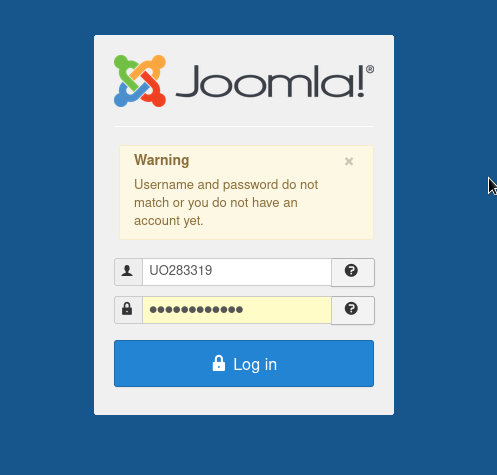 Joomla!®
Warning
×
Username and password do not
match or you do not have an
account yet.
UO283319
••••••••••••
Log in